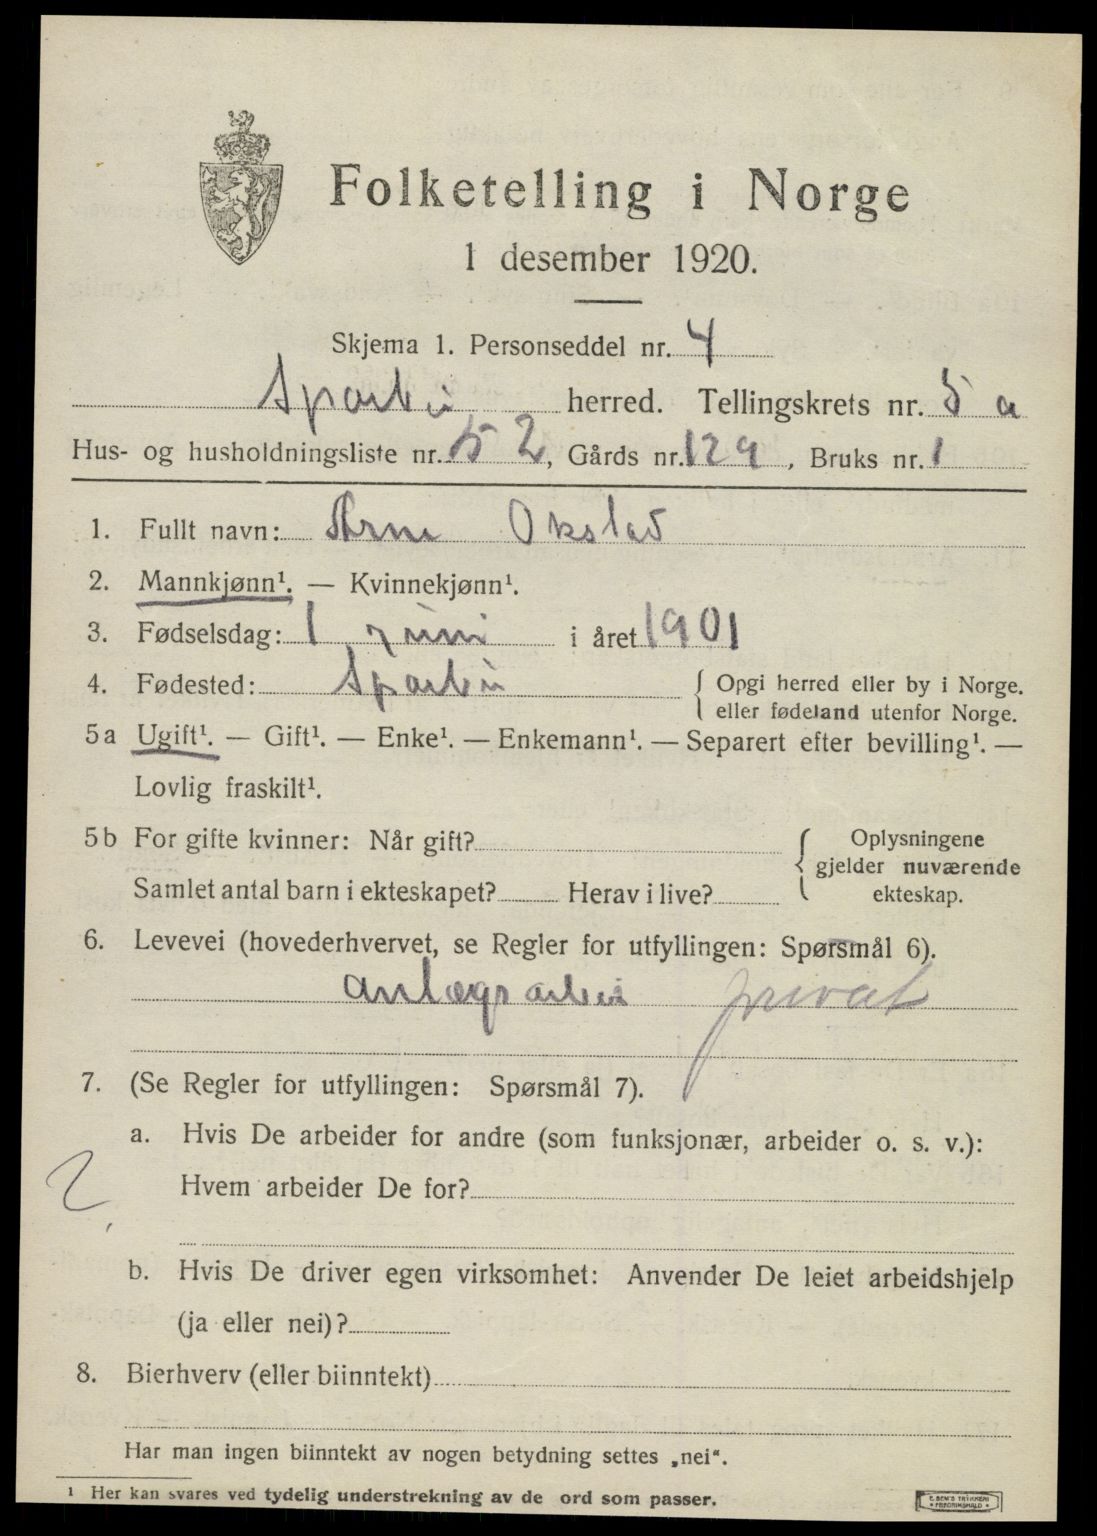 Folketelling i Norge
1 desember 1920.
Skjema 1. Personseddel nr. 4
Sparbu herred. Tellingskrets nr. 5 a
Hus- og husholdningsliste nr. 52, Gårds nr. 129, Bruks nr. 1
1. Fullt navn: Arne Okstad
2. Mannkjønn¹. — Kvinnekjønn¹.
3. Fødselsdag: 1 juni i året 1901
4. Fødested: Sparbu { Opgi herred eller by i Norge.
eller fødeland utenfor Norge.
5a Ugift¹. — Gift¹. — Enke¹. — Enkemann¹. — Separert efter bevilling¹. —
Lovlig fraskilt¹.
5b For gifte kvinner: Når gift? { Oplysningene
gjelder nuværende
Samlet antal barn i ekteskapet? Herav i live? ekteskap.
6. Levevei (hovederhvervet, se Regler for utfyllingen: Spørsmål 6).
anlægsarbeid privat
7. (Se Regler for utfyllingen: Spørsmål 7).
a. Hvis De arbeider for andre (som funksjonær, arbeider o. s. v.):
Hvem arbeider De for?
b. Hvis De driver egen virksomhet: Anvender De leiet arbeidshjelp
(ja eller nei)?
8. Bierhverv (eller biinntekt)
Har man ingen biinntekt av nogen betydning settes „nei“.
¹ Her kan svares ved tydelig understrekning av de ord som passer.
E. SEM'S TRYKKERI
FREDRIKSHALD